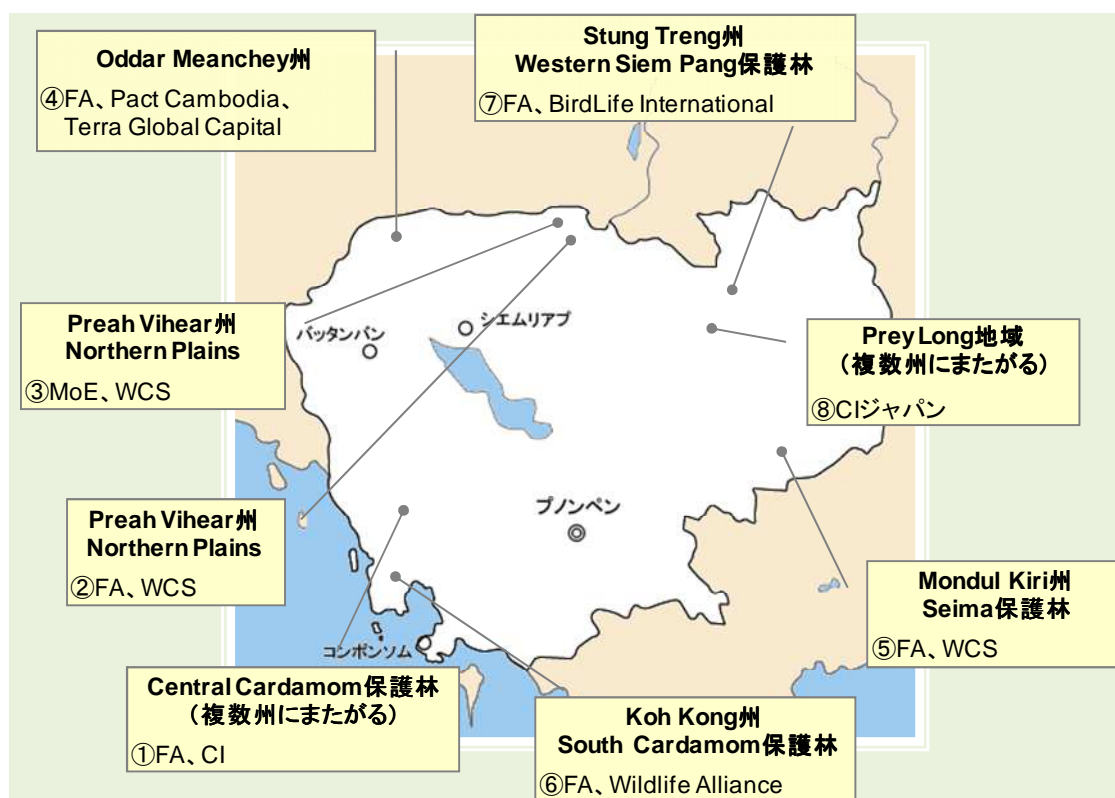 Oddar Meanchey州
④FA、Pact Cambodia、
Terra Global Capital
Stung Treng州
Western Siem Pang保護林
⑦FA、BirdLife International
Preah Vihear州
Northern Plains
③MoE、WCS
バッタンバン
シエムリアプ
Prey Long地域
（複数州にまたがる）
⑧CIジャパン
Preah Vihear州
Northern Plains
②FA、WCS
プノンペン
Mondul Kiri州
Seima保護林
⑤FA、WCS
コンポンソム
Central Cardamom保護林
（複数州にまたがる）
①FA、CI
Koh Kong州
South Cardamom保護林
⑥FA、Wildlife Alliance